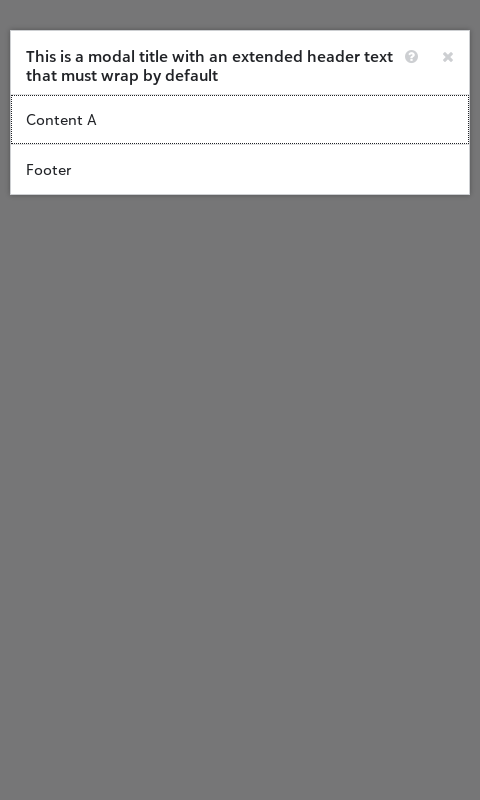 This is a modal title with an extended header text
that must wrap by default
Content A
Footer